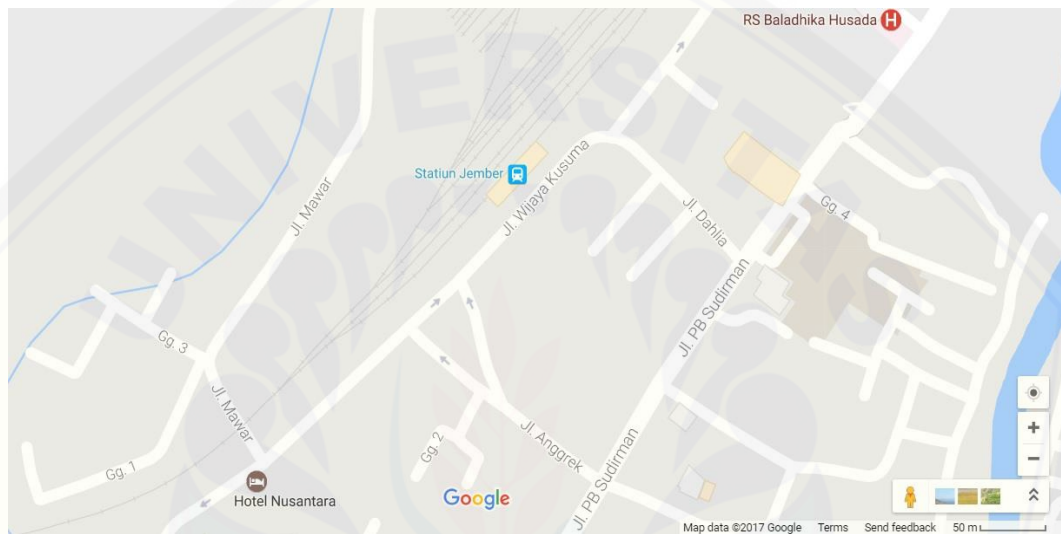 RS Baladhika Husada
H
UNIVERSITAS
Statiun Jember
Jl. Wijaya Kusuma
Jl. Mawar
Jl. Dahlia
Gg. 4
Jl. PB Sudirman
Gg. 3
Jl. Mawar
Jl. Anggrek
Gg. 2
Jl. PB Sudirman
Gg. 1
Hotel Nusantara
Google
Map data ©2017 Google Terms Send feedback 50 m